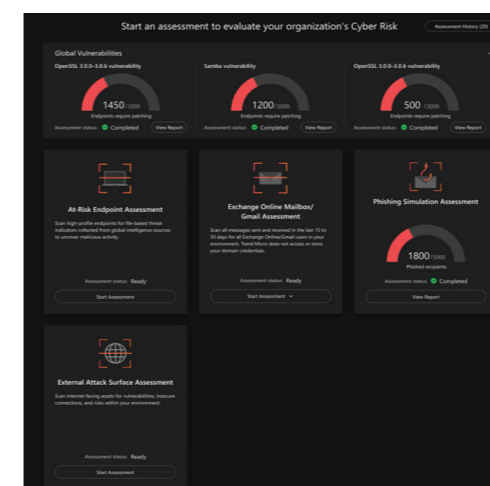 Start an assessment to evaluate your organization's Cyber Risk
Assessment History (20)
Global Vulnerabilities
OpenSSL 3.0.0-3.0.6 vulnerability
Samba vulnerability
OpenSSL 3.0.0-3.0.6 vulnerability
1450/2000
1200/2000
500 /2000
Endpoints require patching
Endpoints require patching
Endpoints require patching
Assessment status: Completed View Report
Assessment status: Completed View Report
Assessment status: Completed View Report
At-Risk Endpoint Assessment
Scan high-profile endpoints for file-based threat
indicators collected from global intelligence sources
to uncover malicious activity.
Assessment status: Ready
Start Assessment
Exchange Online Mailbox/
Gmail Assessment
Scan all messages sent and received in the last 15 to
30 days for all Exchange Online/Gmail users in your
environment. Trend Micro does not access or store
your domain credentials.
Assessment status: Ready
Start Assessment
Phishing Simulation Assessment
1800/5000
Phished recipients
Assessment status: Completed
View Report
External Attack Surface Assessment
Scan internet-facing assets for vulnerabilities, insecure
connections, and risks within your environment.
Assessment status: Ready
Start Assessment